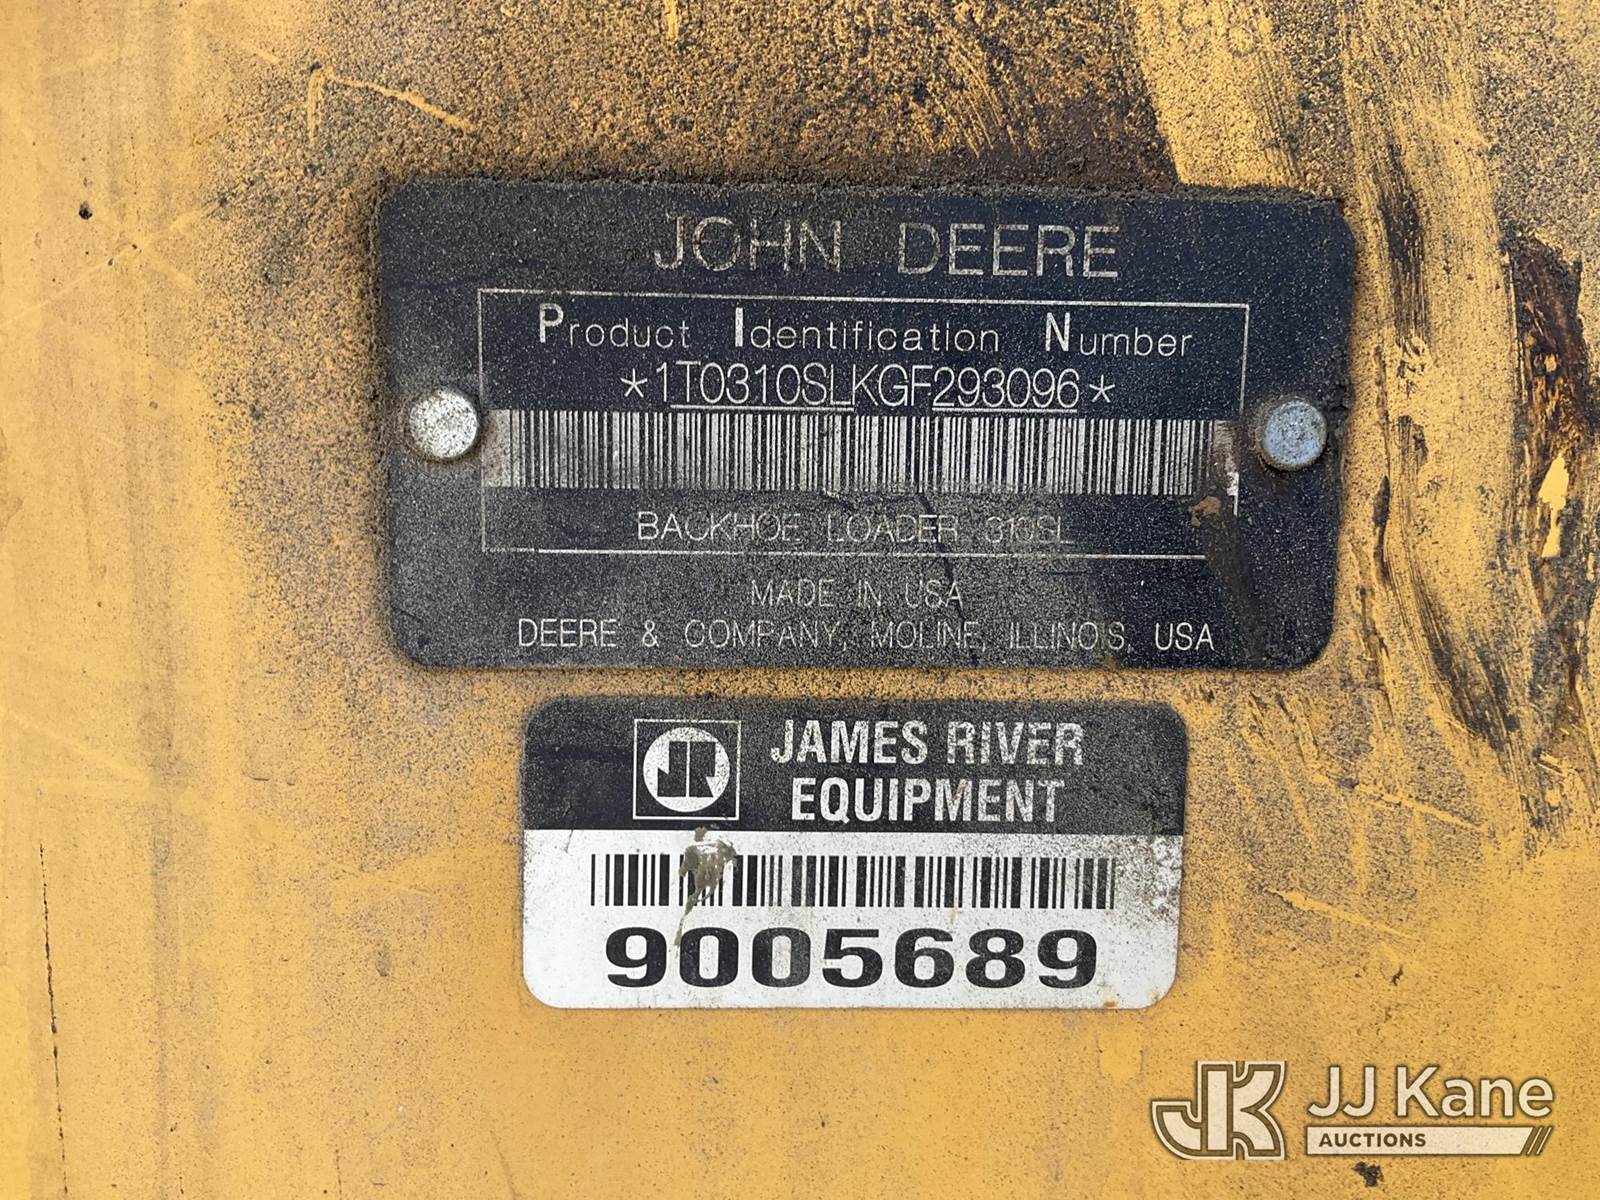 JOHN DEERE
Product Identification Number
*1T0310SLKGF293096*
BACKHOE LOADER 310SL
MADE IN USA
DEERE & COMPANY, MOLINE, ILLINOIS, USA
JR JAMES RIVER
EQUIPMENT
9005689
JK JJ Kane
AUCTIONS